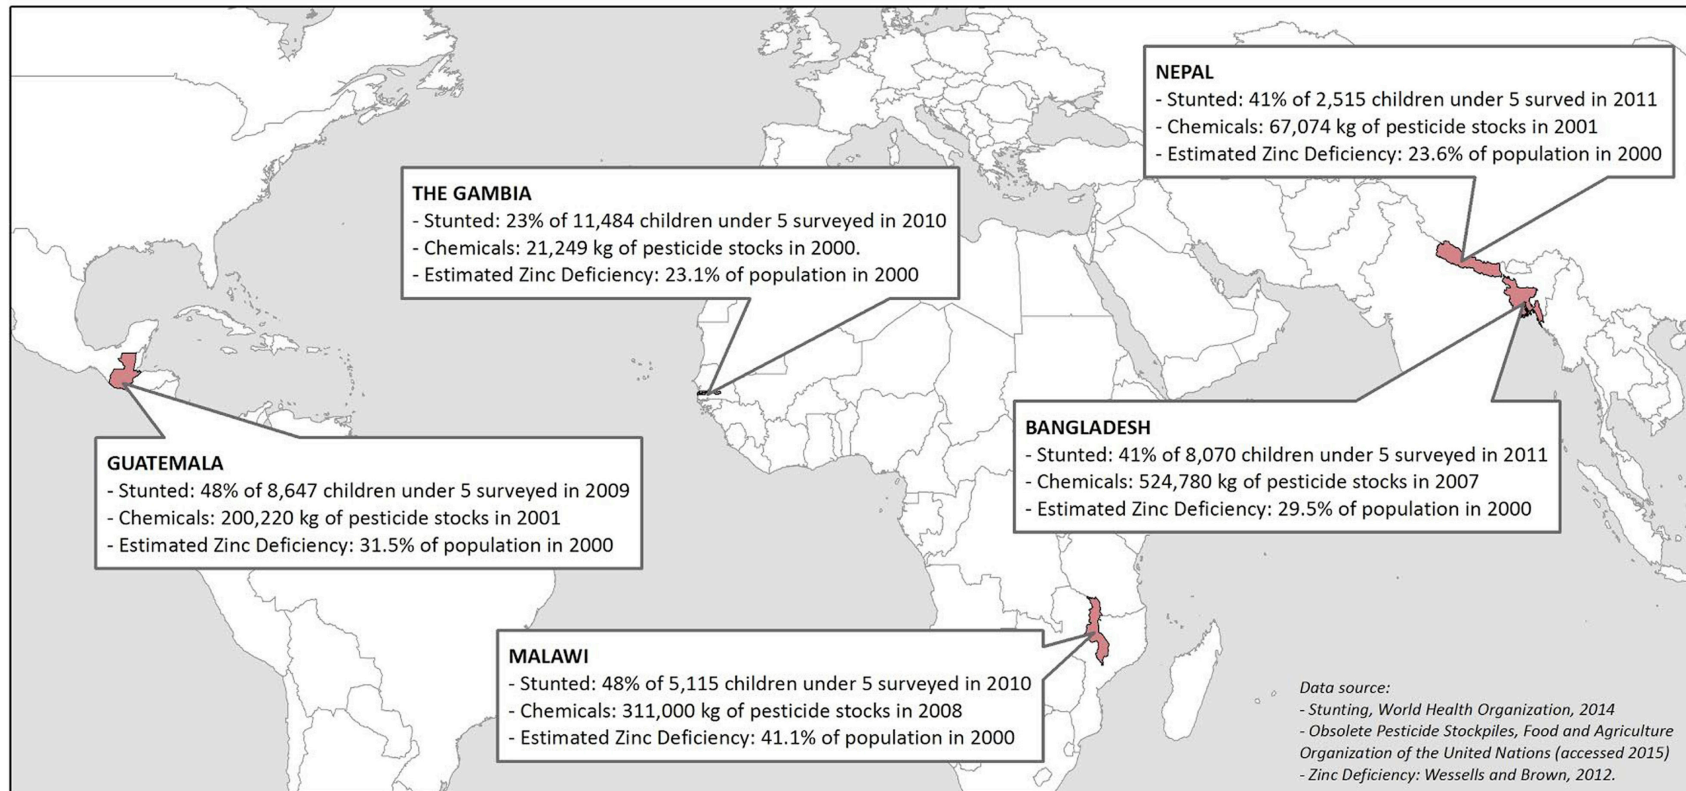 NEPAL
- Stunted: 41% of 2,515 children under 5 surved in 2011
- Chemicals: 67,074 kg of pesticide stocks in 2001
- Estimated Zinc Deficiency: 23.6% of population in 2000
THE GAMBIA
- Stunted: 23% of 11,484 children under 5 surveyed in 2010
- Chemicals: 21,249 kg of pesticide stocks in 2000.
- Estimated Zinc Deficiency: 23.1% of population in 2000
BANGLADESH
- Stunted: 41% of 8,070 children under 5 surveyed in 2011
- Chemicals: 524,780 kg of pesticide stocks in 2007
- Estimated Zinc Deficiency: 29.5% of population in 2000
GUATEMALA
- Stunted: 48% of 8,647 children under 5 surveyed in 2009
- Chemicals: 200,220 kg of pesticide stocks in 2001
- Estimated Zinc Deficiency: 31.5% of population in 2000
MALAWI
- Stunted: 48% of 5,115 children under 5 surveyed in 2010
- Chemicals: 311,000 kg of pesticide stocks in 2008
- Estimated Zinc Deficiency: 41.1% of population in 2000
Data source:
- Stunting, World Health Organization, 2014
- Obsolete Pesticide Stockpiles, Food and Agriculture
Organization of the United Nations (accessed 2015)
- Zinc Deficiency: Wessells and Brown, 2012.